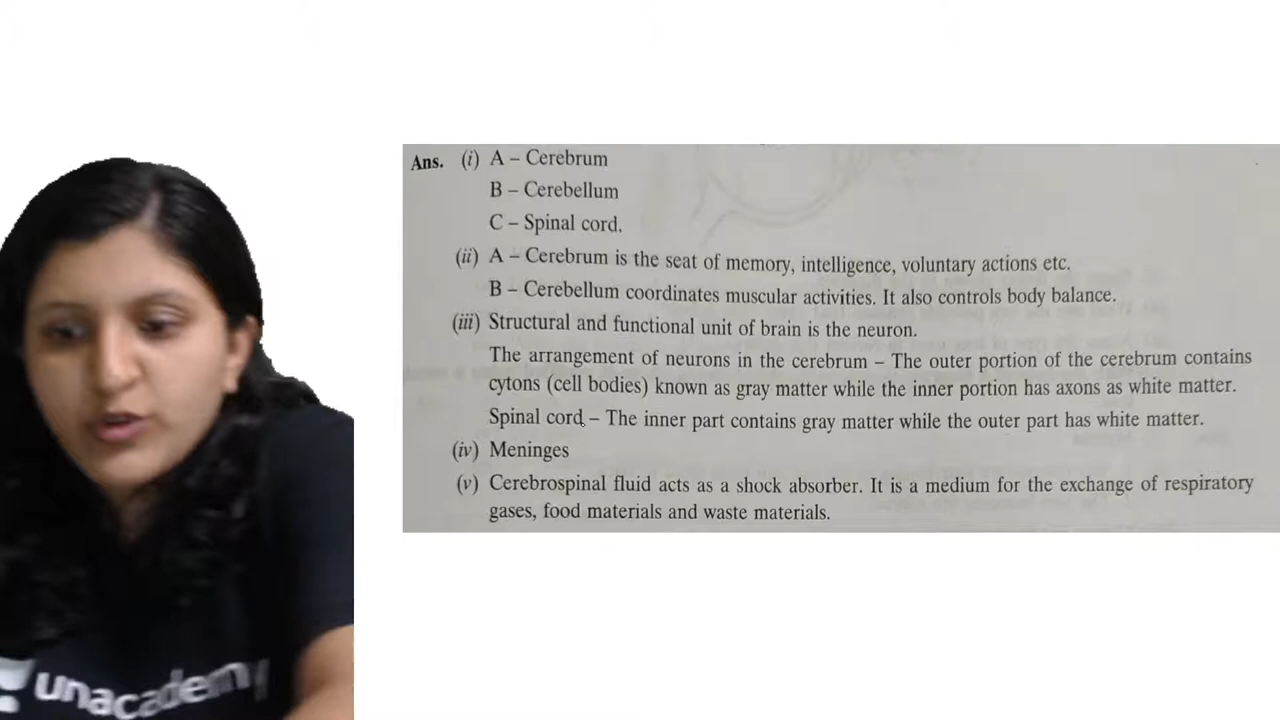 Ans. (i) A – Cerebrum
B – Cerebellum
C – Spinal cord.
(ii) A – Cerebrum is the seat of memory, intelligence, voluntary actions etc.
B – Cerebellum coordinates muscular activities. It also controls body balance.
(iii) Structural and functional unit of brain is the neuron.
The arrangement of neurons in the cerebrum – The outer portion of the cerebrum contains
cytons (cell bodies) known as gray matter while the inner portion has axons as white matter.
Spinal cord – The inner part contains gray matter while the outer part has white matter.
(iv) Meninges
(v) Cerebrospinal fluid acts as a shock absorber. It is a medium for the exchange of respiratory
gases, food materials and waste materials.
unacademy